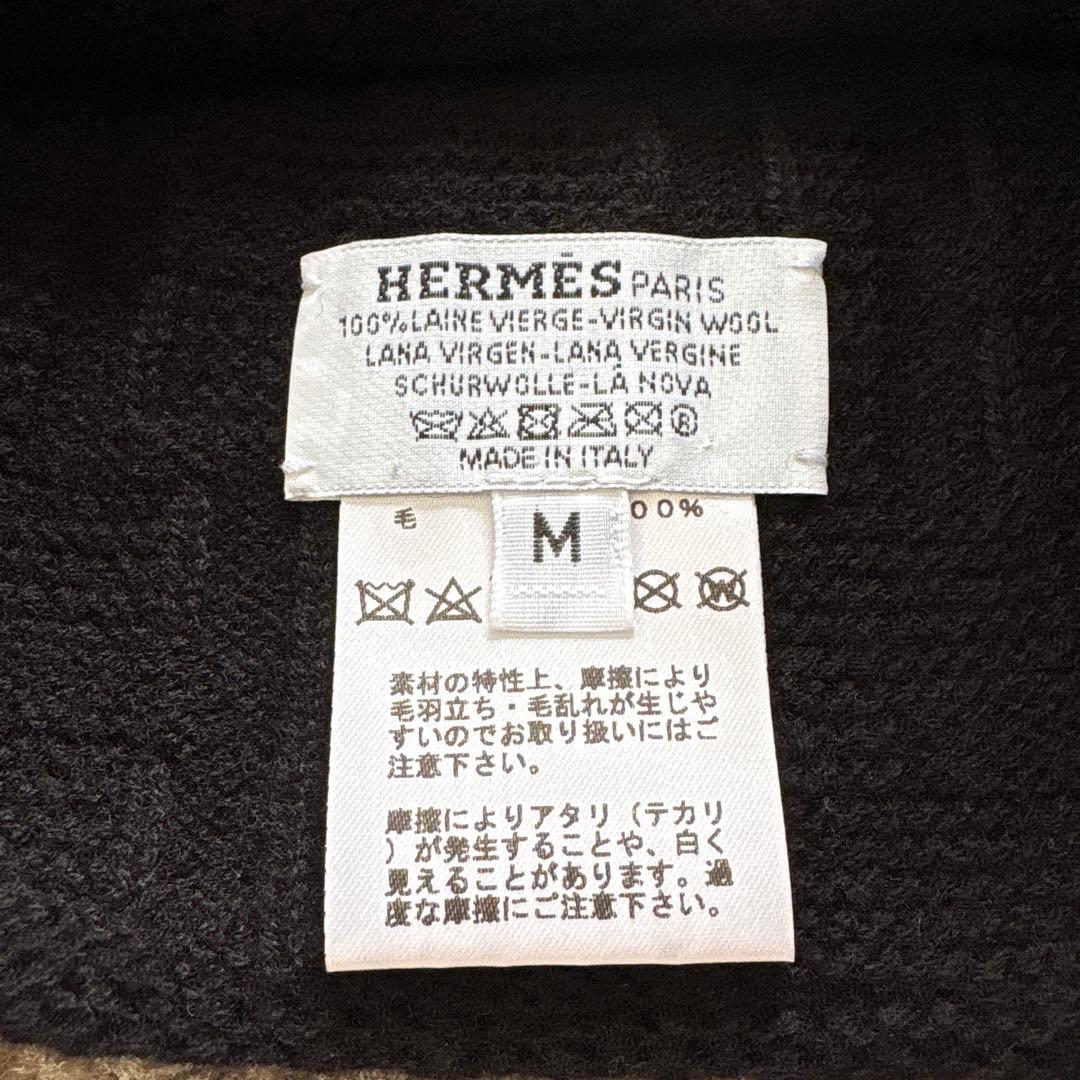 HERMÈS PARIS
100% LAINE VIERGE-VIRGIN WOOL
LANA VIRGEN-LANA VERGINE
SCHURWOLLE-LÀ NOVA
MADE IN ITALY
毛 00%
M
W
素材の特性上、摩擦により
毛羽立ち・毛乱れが生じや
すいのでお取り扱いにはご
注意下さい。
摩擦によりアタリ（テカリ
）が発生することや、白く
見えることがあります。過
度な摩擦にご注意下さい。